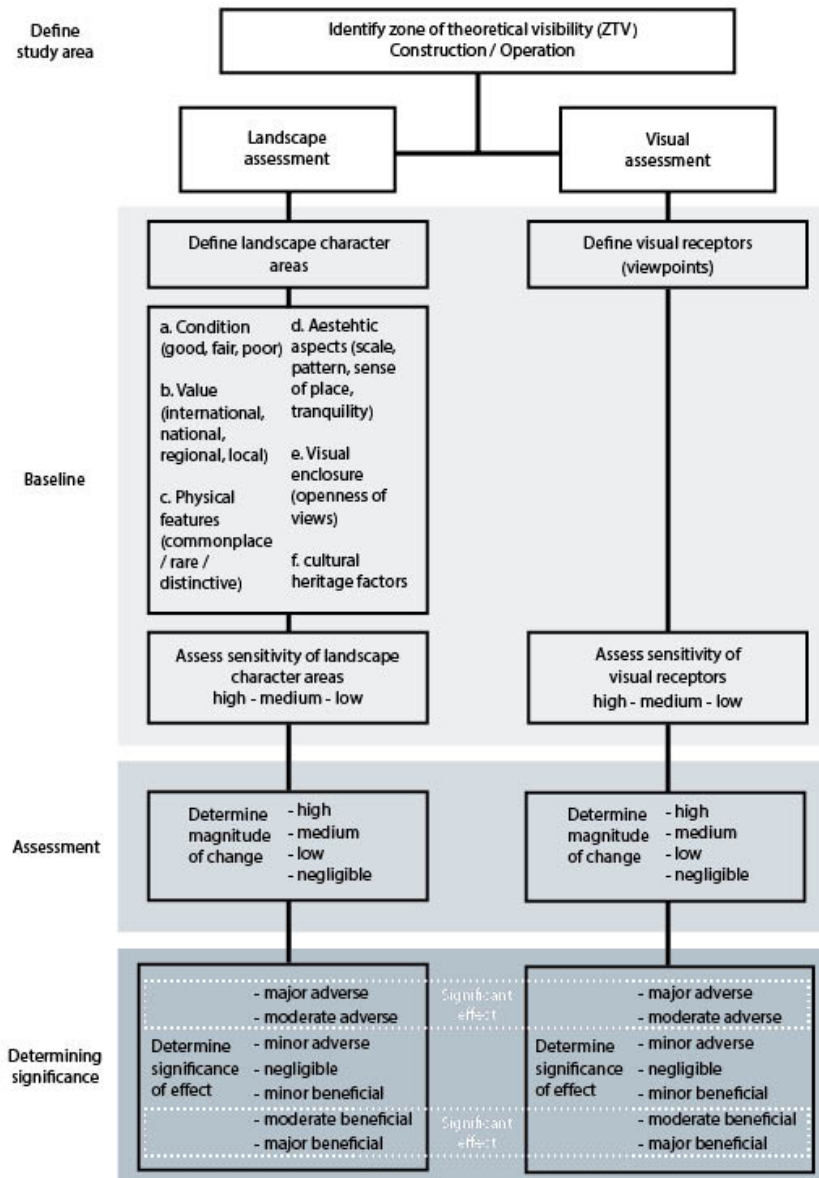 Define
study area
Identify zone of theoretical visibility (ZTV)
Construction / Operation
Landscape
assessment
Visual
assessment
Baseline
Define landscape character
areas
Define visual receptors
(viewpoints)
a. Condition
(good, fair, poor)
b. Value
(international,
national,
regional, local)
c. Physical
features
(commonplace
/ rare /
distinctive)
d. Aestehtic
aspects (scale,
pattern, sense
of place,
tranquility)
e. Visual
enclosure
(openness of
views)
f. cultural
heritage factors
Assess sensitivity of landscape
character areas
high - medium - low
Assess sensitivity of
visual receptors
high - medium - low
Assessment
Determine
magnitude
of change
- high
- medium
- low
- negligible
Determine
magnitude
of change
- high
- medium
- low
- negligible
Determining
significance
Determine
significance
of effect
- major adverse
- moderate adverse
- minor adverse
- negligible
- minor beneficial
- moderate beneficial
- major beneficial
Significant
effect
Significant
effect
Determine
significance
of effect
- major adverse
- moderate adverse
- minor adverse
- negligible
- minor beneficial
- moderate beneficial
- major beneficial